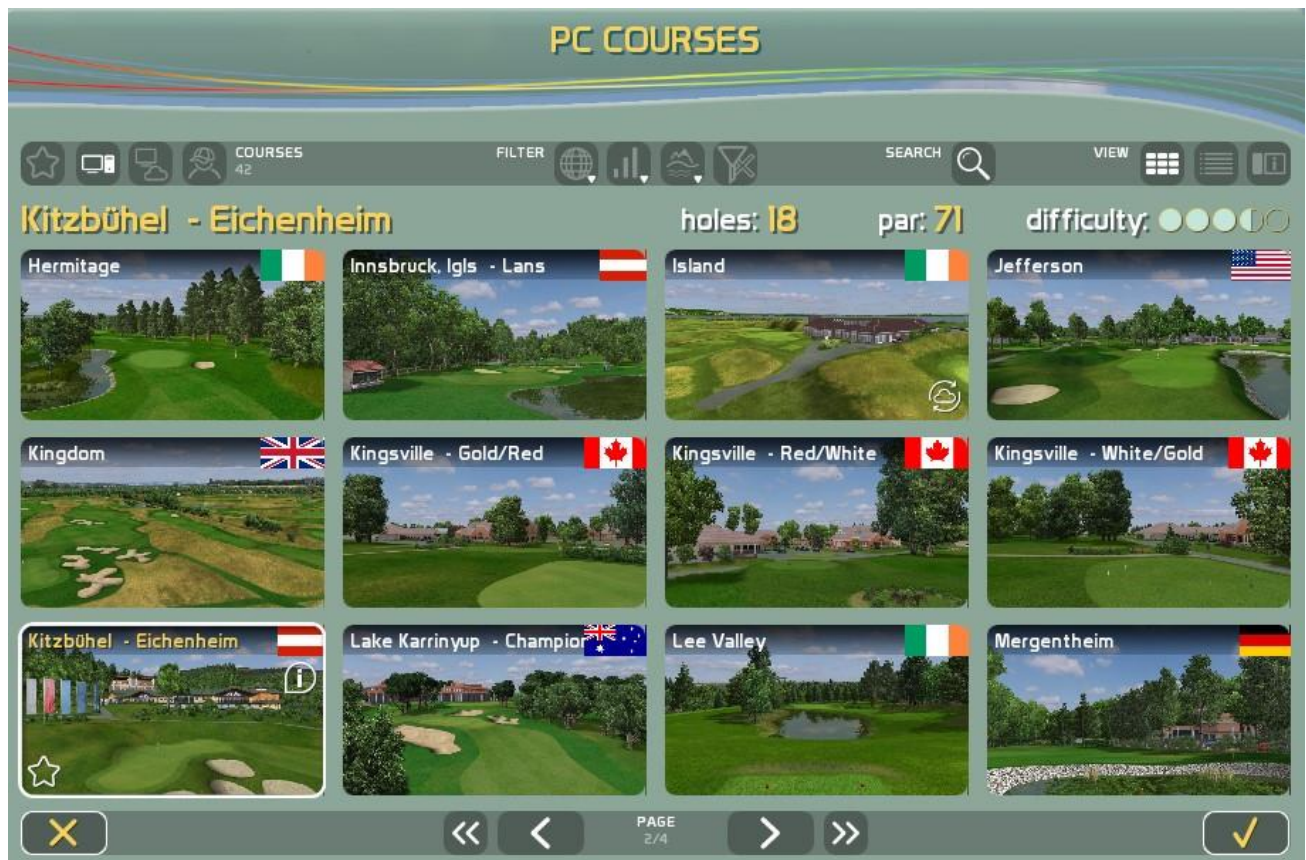 PC COURSES
COURSES
42
FILTER
SEARCH
VIEW
Kitzbühel - Eichenheim
holes: 18
par: 71
difficulty:
Hermitage
Innsbruck, Igls - Lans
Island
Jefferson
Kingdom
Kingsville - Gold/Red
Kingsville - Red/White
Kingsville - White/Gold
Kitzbühel - Eichenheim
Lake Karrinyup - Champion
Lee Valley
Mergentheim
PAGE
2/4